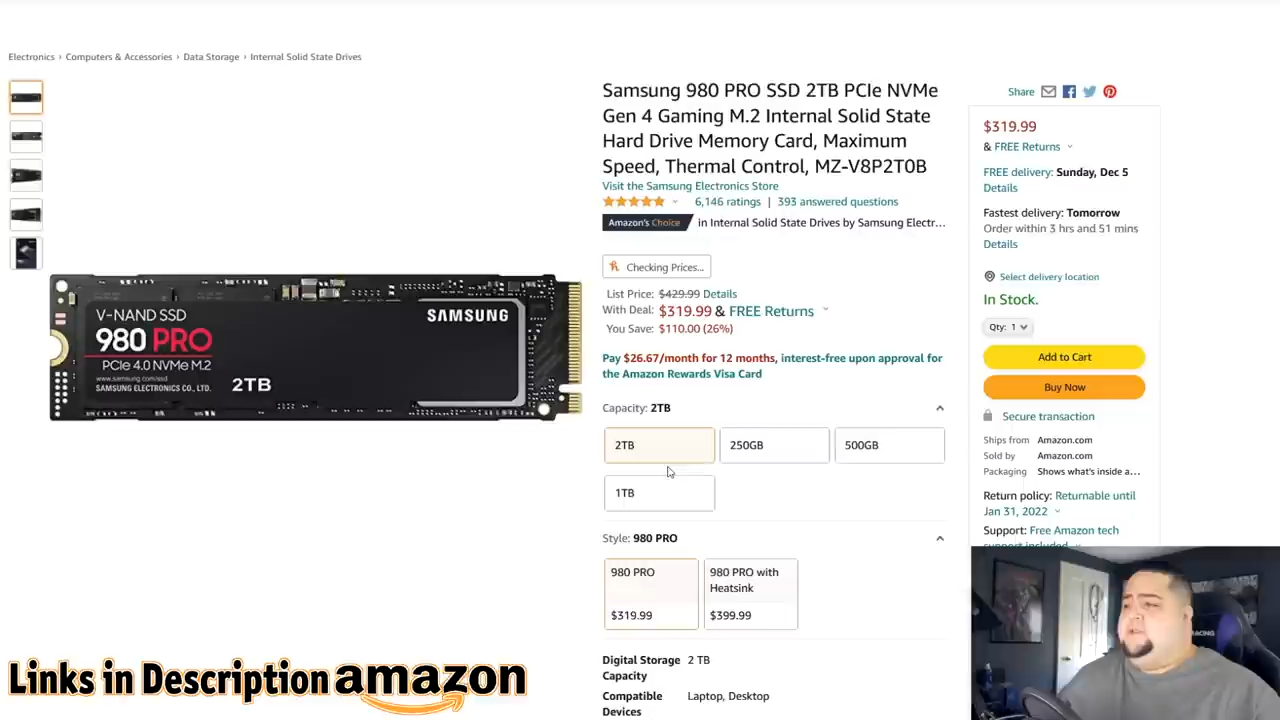 Electronics › Computers & Accessories › Data Storage › Internal Solid State Drives
Samsung 980 PRO SSD 2TB PCIe NVMe
Gen 4 Gaming M.2 Internal Solid State
Hard Drive Memory Card, Maximum
Speed, Thermal Control, MZ-V8P2T0B
Visit the Samsung Electronics Store
6,146 ratings | 393 answered questions
Amazon's Choice in Internal Solid State Drives by Samsung Electr...
Checking Prices...
List Price: $429.99 Details
With Deal: $319.99 & FREE Returns
You Save: $110.00 (26%)
Pay $26.67/month for 12 months, interest-free upon approval for
the Amazon Rewards Visa Card
Capacity: 2TB
2TB 250GB 500GB
1TB
Style: 980 PRO
980 PRO
$319.99
980 PRO with
Heatsink
$399.99
Digital Storage 2 TB
Capacity
Compatible Laptop, Desktop
Devices
Share
$319.99
& FREE Returns
FREE delivery: Sunday, Dec 5
Details
Fastest delivery: Tomorrow
Order within 3 hrs and 51 mins
Details
Select delivery location
In Stock.
Qty: 1
Add to Cart
Buy Now
Secure transaction
Ships from Amazon.com
Sold by Amazon.com
Packaging Shows what's inside a...
Return policy: Returnable until
Jan 31, 2022
Support: Free Amazon tech
support included
V-NAND SSD
980 PRO
PCIe 4.0 NVMe M.2
www.samsung.com/ssd
SAMSUNG ELECTRONICS CO., LTD.
2TB
SAMSUNG
Links in Description amazon
RACING